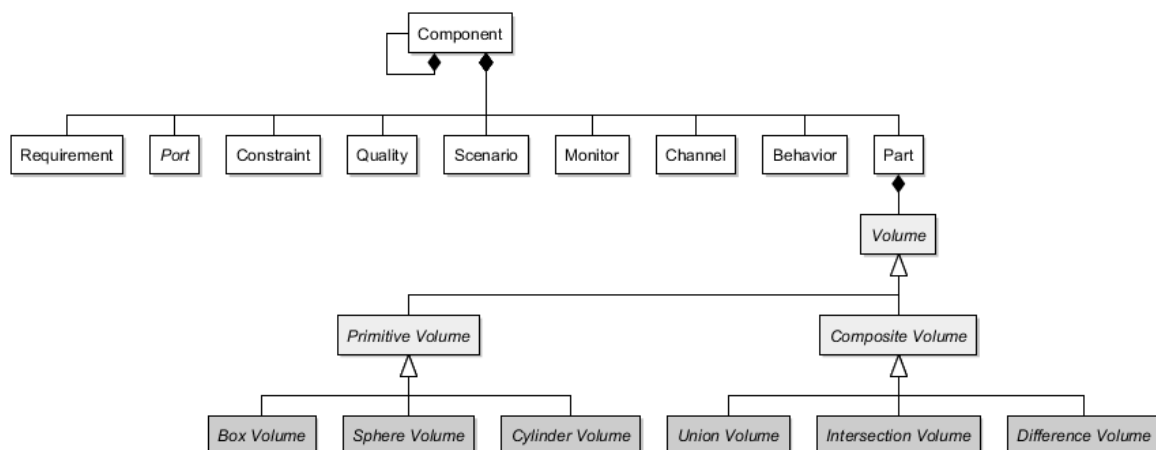 Component
Requirement
Port
Constraint
Quality
Scenario
Monitor
Channel
Behavior
Part
Volume
Primitive Volume
Composite Volume
Box Volume
Sphere Volume
Cylinder Volume
Union Volume
Intersection Volume
Difference Volume